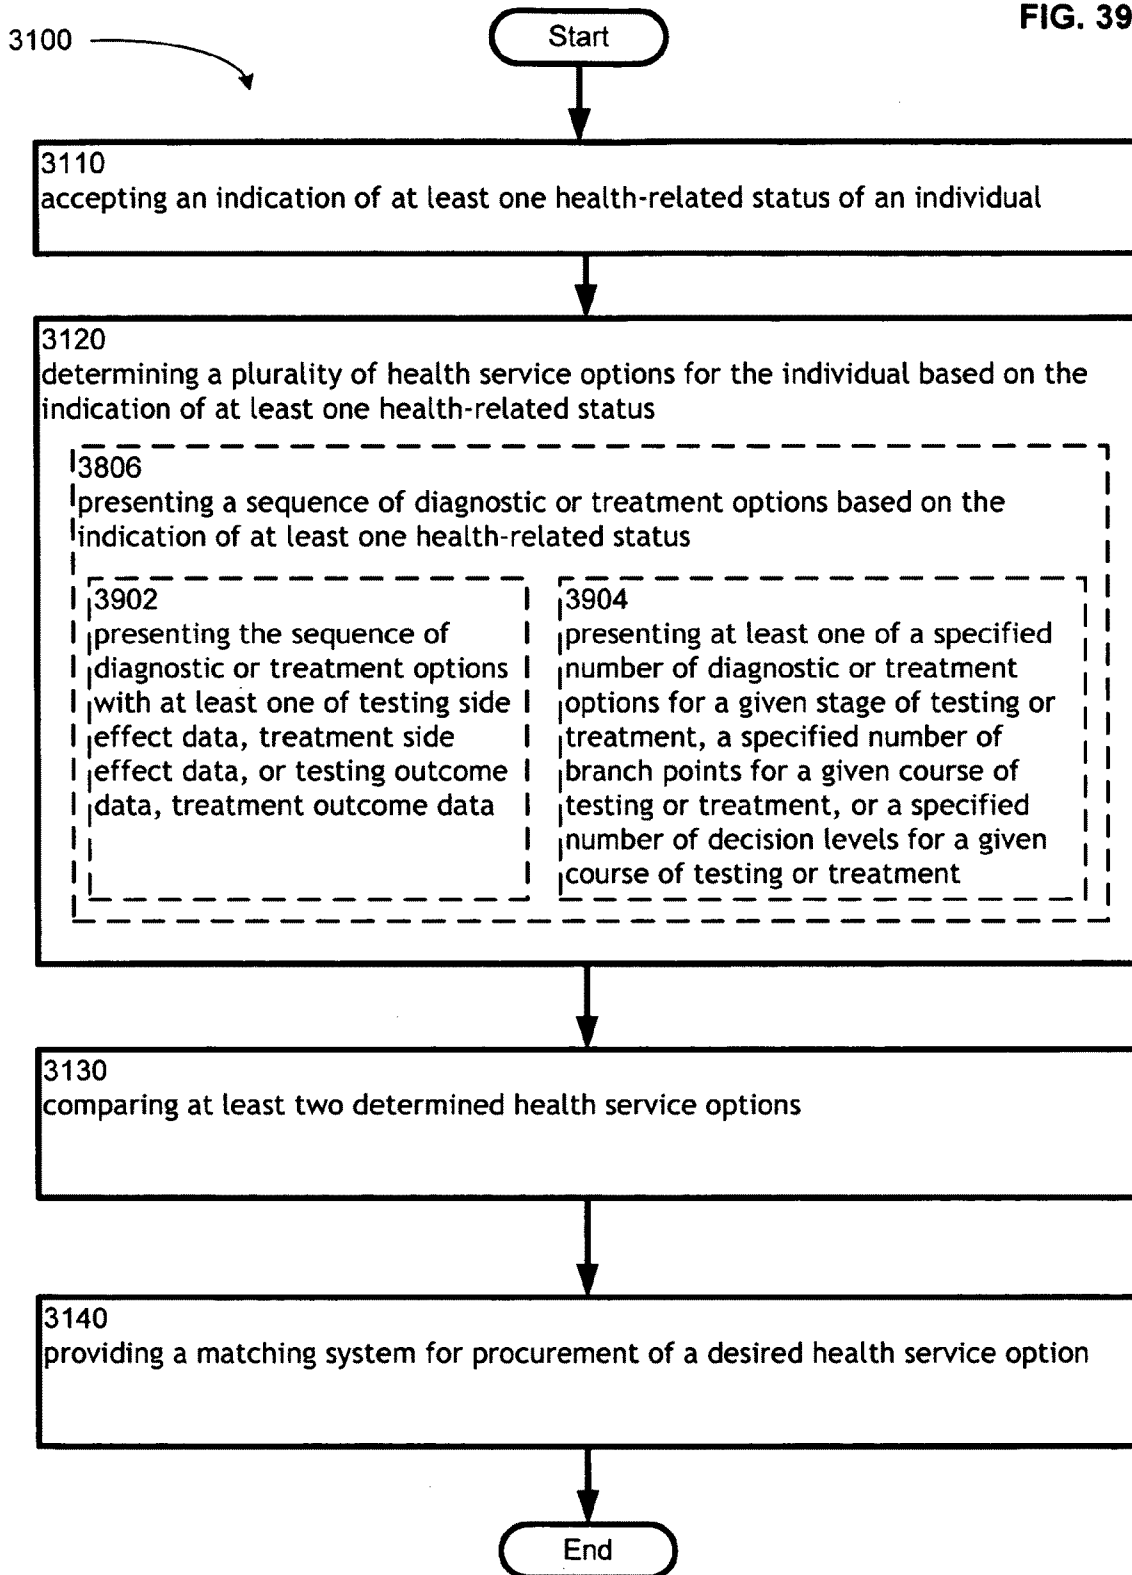 FIG. 39
3100
Start
3110
accepting an indication of at least one health-related status of an individual
3120
determining a plurality of health service options for the individual based on the
indication of at least one health-related status
3806
presenting a sequence of diagnostic or treatment options based on the
indication of at least one health-related status
3902
presenting the sequence of
diagnostic or treatment options
with at least one of testing side
effect data, treatment side
effect data, or testing outcome
data, treatment outcome data
3904
presenting at least one of a specified
number of diagnostic or treatment
options for a given stage of testing or
treatment, a specified number of
branch points for a given course of
testing or treatment, or a specified
number of decision levels for a given
course of testing or treatment
3130
comparing at least two determined health service options
3140
providing a matching system for procurement of a desired health service option
End